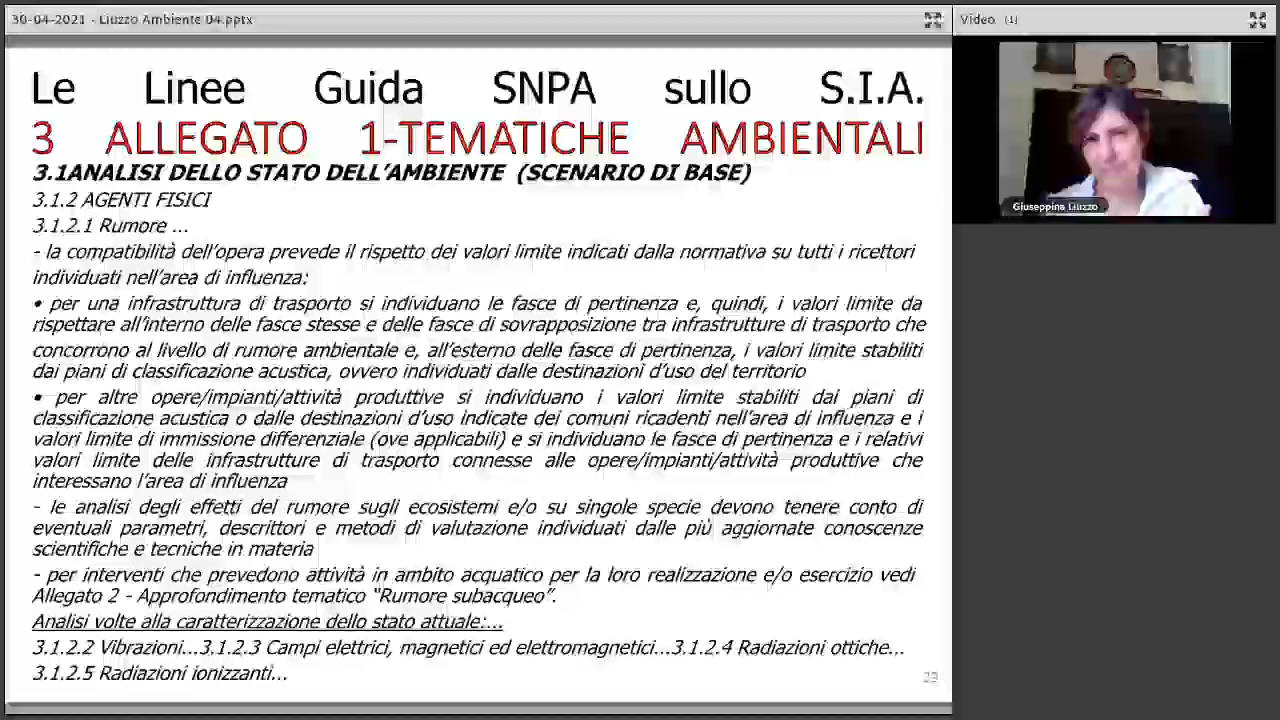 30-04-2021 - Liuzzo Ambiente 04.pptx
Video (1)
Le Linee Guida SNPA sullo S.I.A.
3 ALLEGATO 1-TEMATICHE AMBIENTALI
3.1ANALISI DELLO STATO DELL'AMBIENTE (SCENARIO DI BASE)
3.1.2 AGENTI FISICI
3.1.2.1 Rumore ...
- la compatibilità dell'opera prevede il rispetto dei valori limite indicati dalla normativa su tutti i ricettori
individuati nell'area di influenza:
• per una infrastruttura di trasporto si individuano le fasce di pertinenza e, quindi, i valori limite da
rispettare all'interno delle fasce stesse e delle fasce di sovrapposizione tra infrastrutture di trasporto che
concorrono al livello di rumore ambientale e, all'esterno delle fasce di pertinenza, i valori limite stabiliti
dai piani di classificazione acustica, ovvero individuati dalle destinazioni d'uso del territorio
• per altre opere/impianti/attività produttive si individuano i valori limite stabiliti dai piani di
classificazione acustica o dalle destinazioni d'uso indicate dei comuni ricadenti nell'area di influenza e i
valori limite di immissione differenziale (ove applicabili) e si individuano le fasce di pertinenza e i relativi
valori limite delle infrastrutture di trasporto connesse alle opere/impianti/attività produttive che
interessano l'area di influenza
- le analisi degli effetti del rumore sugli ecosistemi e/o su singole specie devono tenere conto di
eventuali parametri, descrittori e metodi di valutazione individuati dalle più aggiornate conoscenze
scientifiche e tecniche in materia
- per interventi che prevedono attività in ambito acquatico per la loro realizzazione e/o esercizio vedi
Allegato 2 - Approfondimento tematico "Rumore subacqueo".
Analisi volte alla caratterizzazione dello stato attuale:...
3.1.2.2 Vibrazioni...3.1.2.3 Campi elettrici, magnetici ed elettromagnetici...3.1.2.4 Radiazioni ottiche...
3.1.2.5 Radiazioni ionizzanti...
23
Giuseppina Liuzzo